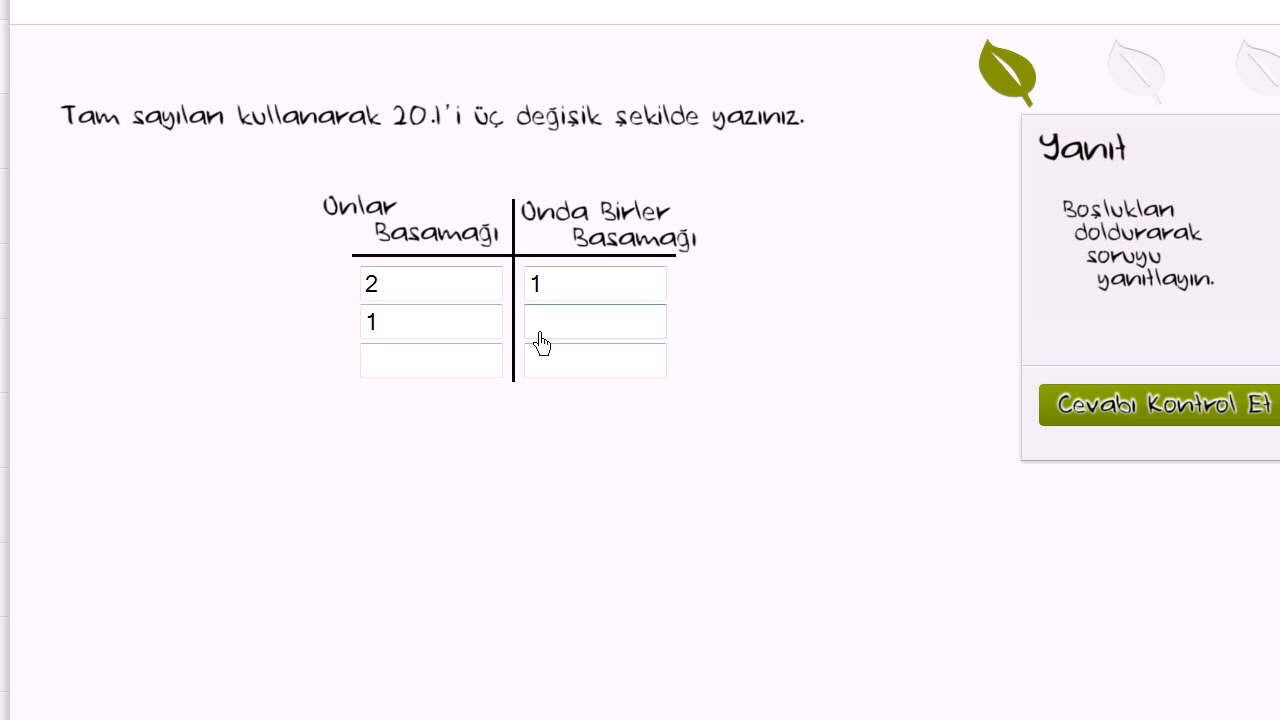 Tam sayıları kullanarak 20.1'i üç değişik şekilde yazınız.
Onlar
Basamağı
Onda Birler
Basamağı
2
1
1
Yanıt
Boşlukları
doldurarak
soruyu
yanıtlayın.
Cevabı Kontrol Et